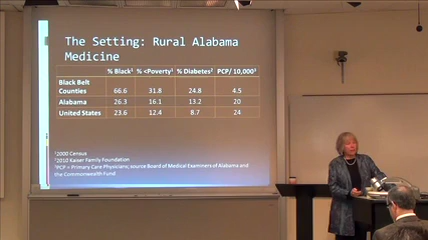 The Setting: Rural Alabama
Medicine
% Black¹ % <Poverty¹ % Diabetes² PCP/ 10,000³
Black Belt
Counties 66.6 31.8 24.8 4.5
Alabama 26.3 16.1 13.2 20
United States 23.6 12.4 8.7 24
¹2000 Census
²2010 Kaiser Family Foundation
³PCP = Primary Care Physicians; source Board of Medical Examiners of Alabama and
the Commonwealth Fund